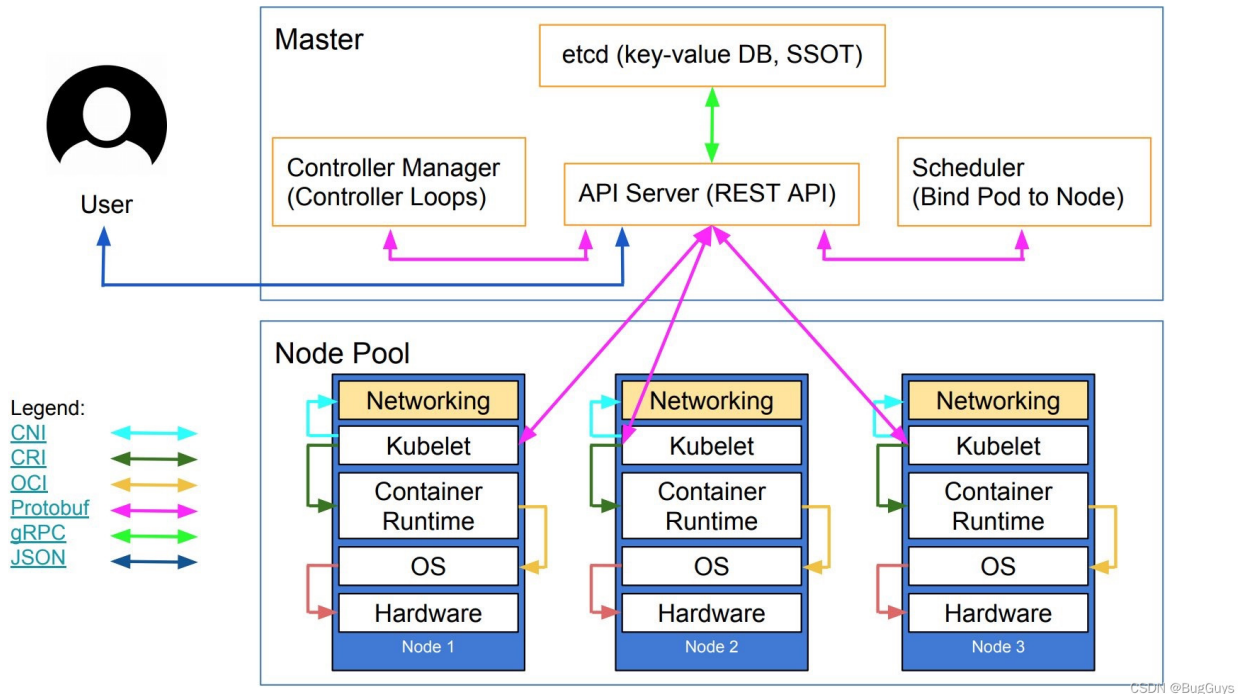 Master
etcd (key-value DB, SSOT)
Controller Manager
(Controller Loops)
API Server (REST API)
Scheduler
(Bind Pod to Node)
User
Node Pool
Networking
Kubelet
Container
Runtime
OS
Hardware
Node 1
Networking
Kubelet
Container
Runtime
OS
Hardware
Node 2
Networking
Kubelet
Container
Runtime
OS
Hardware
Node 3
Legend:
CNI
CRI
OCI
Protobuf
gRPC
JSON
CSDN @BugGuys